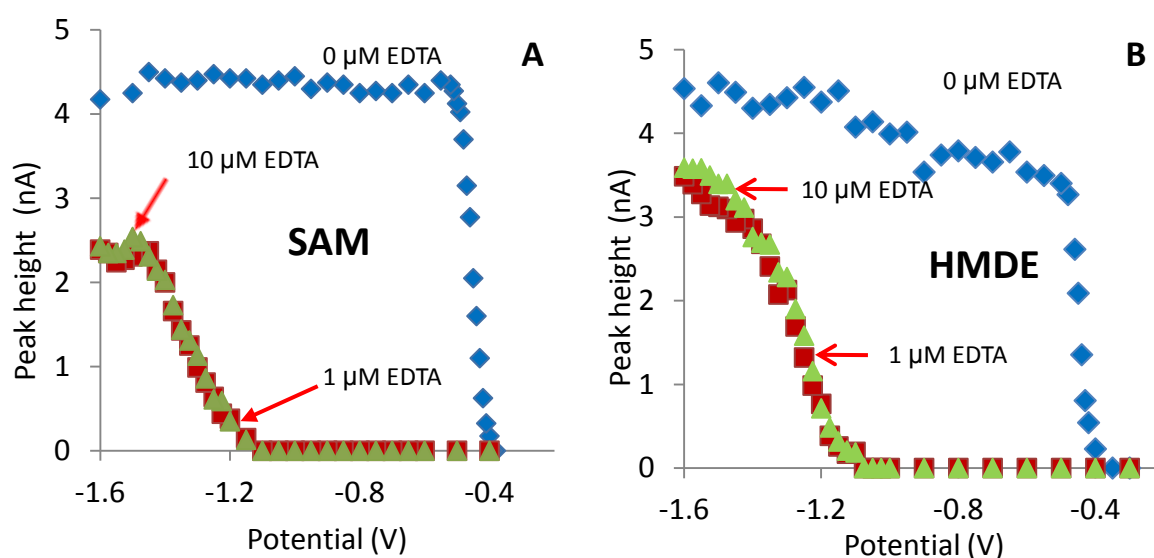 A
0 µM EDTA
10 µM EDTA
SAM
1 µM EDTA
Peak height (nA)
5
4
3
2
1
0
-1.6 -1.2 -0.8 -0.4
Potential (V)
B
0 µM EDTA
10 µM EDTA
HMDE
1 µM EDTA
Peak height (nA)
5
4
3
2
1
0
-1.6 -1.2 -0.8 -0.4
Potential (V)